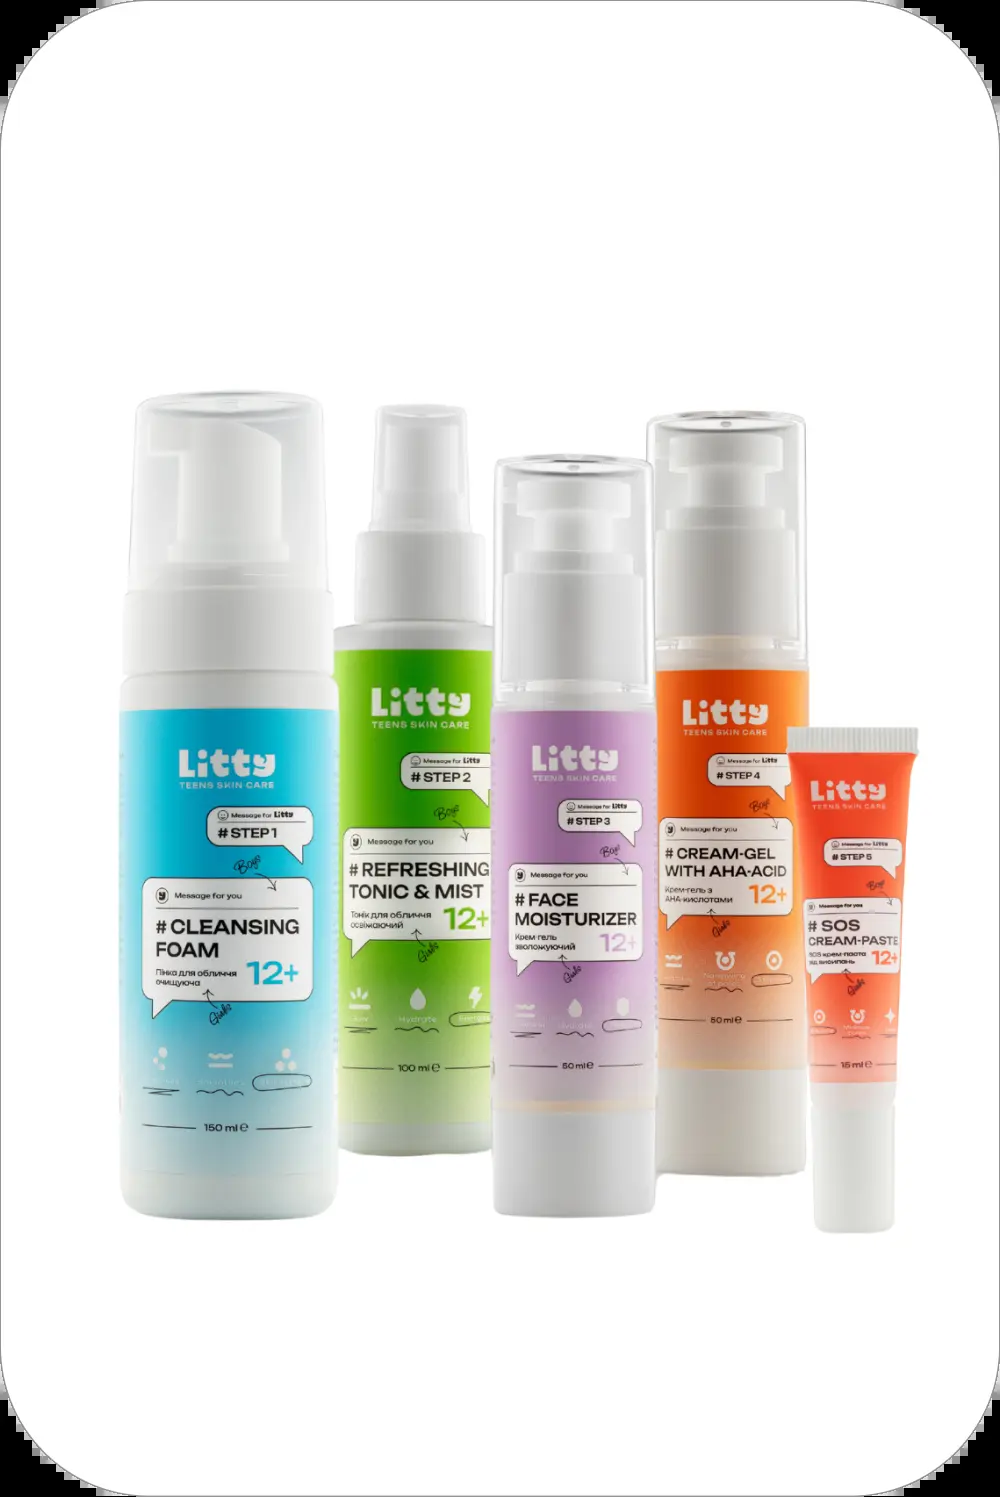 Litty
TEENS SKIN CARE
Message for Litty
# STEP 1
Boys
Message for you
# CLEANSING
FOAM
Пінка для обличчя
очищуюча
12+
Girls
150 ml ℮
Litty
TEENS SKIN CARE
Message for Litty
# STEP 2
Boys
Message for you
# REFRESHING
TONIC & MIST
Тонік для обличчя
освіжаючий
12+
Girls
Hydrate
100 ml ℮
Litty
TEENS SKIN CARE
Message for Litty
# STEP 3
Boys
Message for you
# FACE
MOISTURIZER
Крем-гель
зволожуючий
12+
Girls
50 ml ℮
Litty
TEENS SKIN CARE
Message for Litty
# STEP 4
Boys
Message for you
# CREAM-GEL
WITH AHA-ACID
Крем-гель з
АНА-кислотами
12+
Girls
50 ml ℮
Litty
TEENS SKIN CARE
Message for Litty
# STEP 5
Boys
Message for you
# SOS
CREAM-PASTE
SOS крем-паста
від висипань
12+
Girls
15 ml ℮